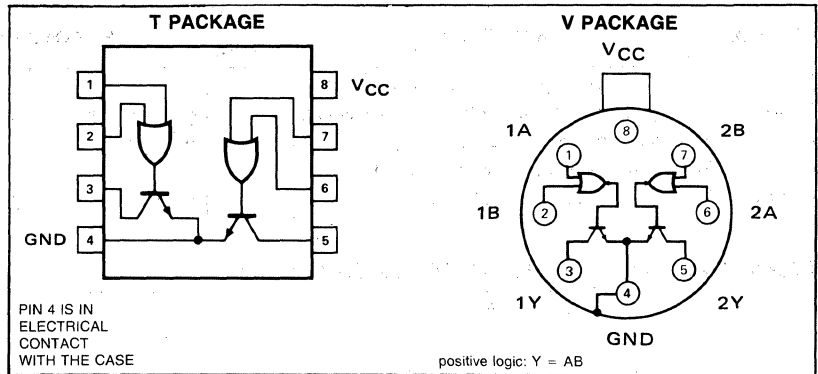 T PACKAGE
1
2
3
GND 4
8 VCC
7
6
5
PIN 4 IS IN
ELECTRICAL
CONTACT
WITH THE CASE
V PACKAGE
VCC
1A 8 2B
1 7
1B 2 6 2A
3 5
1Y 4 2Y
GND
positive logic: Y = AB